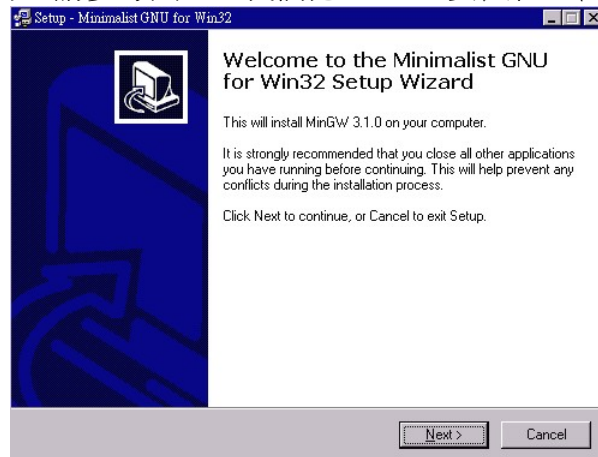 Setup - Minimalist GNU for Win32
Welcome to the Minimalist GNU
for Win32 Setup Wizard
This will install MinGW 3.1.0 on your computer.
It is strongly recommended that you close all other applications
you have running before continuing. This will help prevent any
conflicts during the installation process.
Click Next to continue, or Cancel to exit Setup.
Next >
Cancel